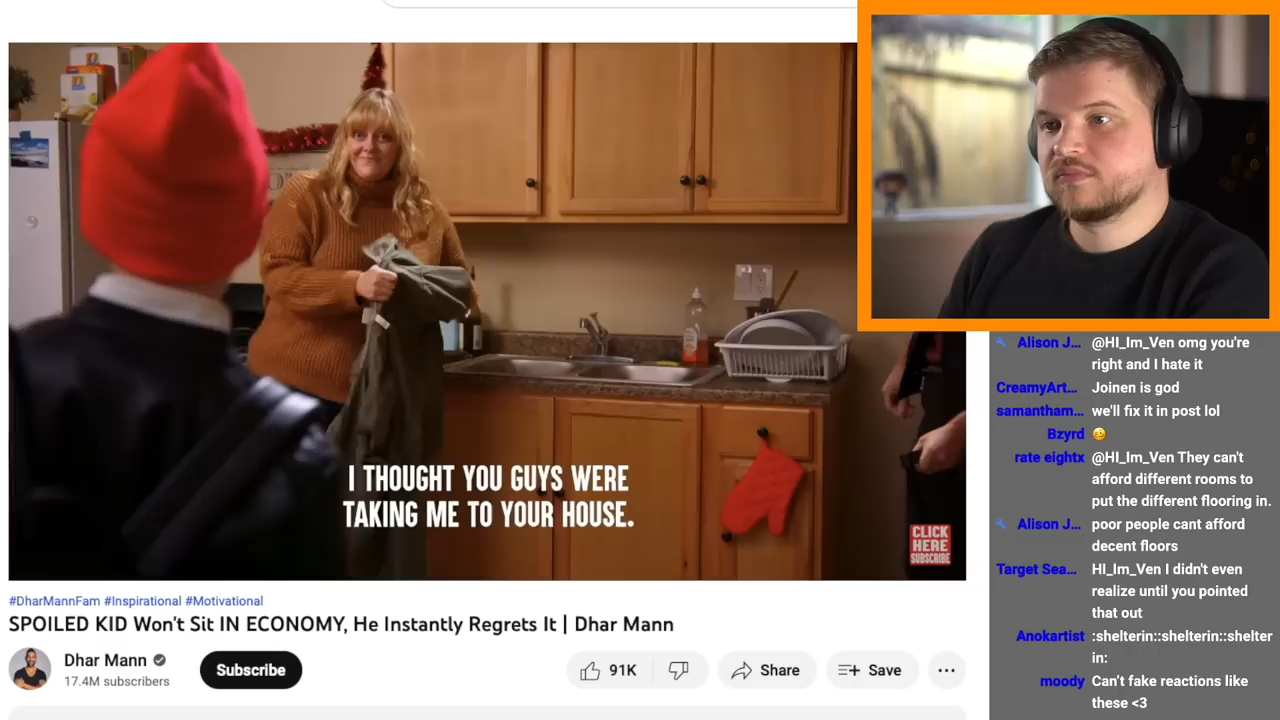 I THOUGHT YOU GUYS WERE
TAKING ME TO YOUR HOUSE.
CLICK
HERE
SUBSCRIBE
#DharMannFam #Inspirational #Motivational
SPOILED KID Won't Sit IN ECONOMY, He Instantly Regrets It | Dhar Mann
Dhar Mann
17.4M subscribers
Subscribe
91K
Share
Save
Alison J... @HI_Im_Ven omg you're
right and I hate it
CreamyArt... Joinen is god
samantham... we'll fix it in post lol
Bzyrd
rate eightx @HI_Im_Ven They can't
afford different rooms to
put the different flooring in.
Alison J... poor people cant afford
decent floors
Target Sea... HI_Im_Ven I didn't even
realize until you pointed
that out
Anokartist :shelterin::shelterin::shelter
in:
moody Can't fake reactions like
these <3